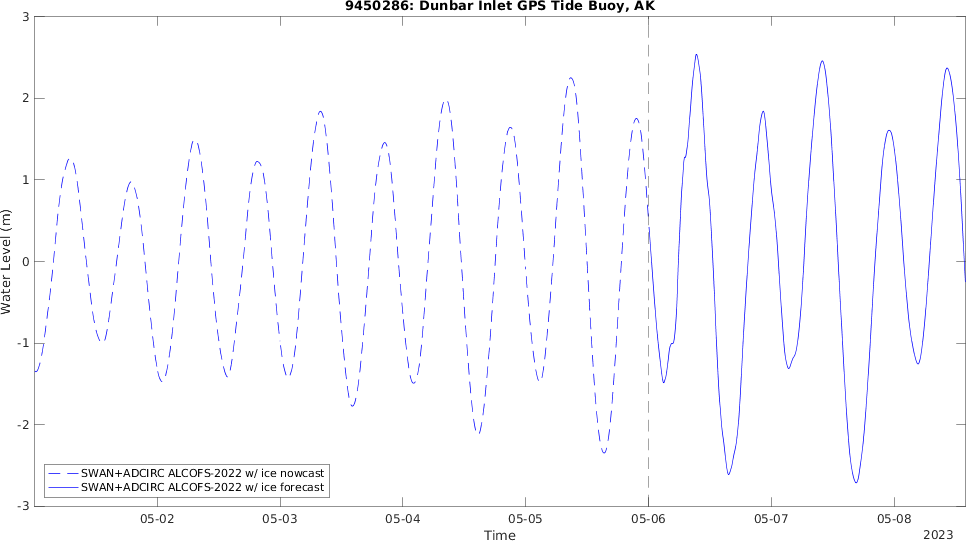 9450286: Dunbar Inlet GPS Tide Buoy, AK
3
2
1
0
-1
-2
-3
Water Level (m)
SWAN+ADCIRC ALCOFS-2022 w/ ice nowcast
SWAN+ADCIRC ALCOFS-2022 w/ ice forecast
05-02 05-03 05-04 05-05 05-06 05-07 05-08
Time
2023